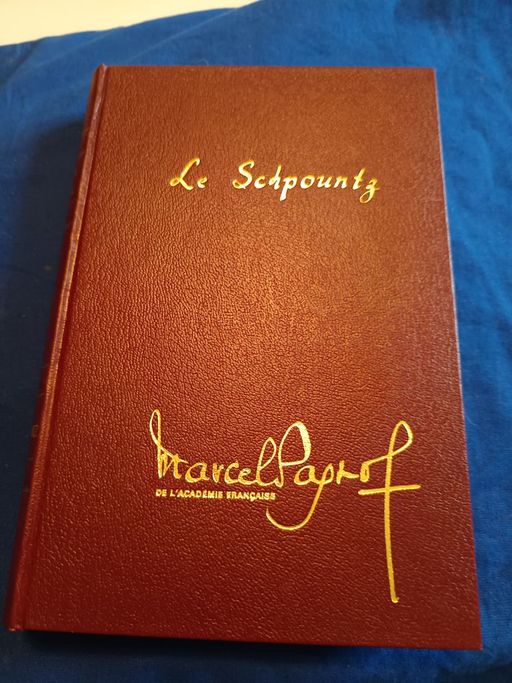 Le Schpountz
Marcel Pagnol
DE L'ACADÉMIE FRANÇAISE